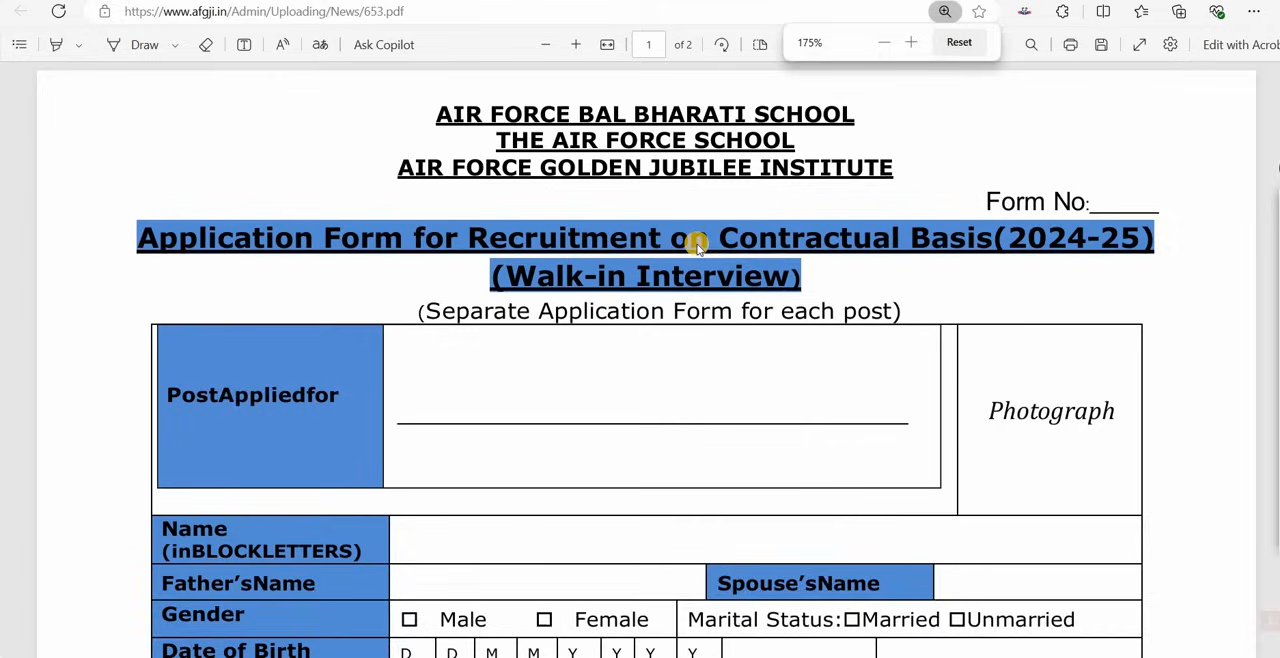 https://www.afgji.in/Admin/Uploading/News/653.pdf
Draw
Ask Copilot
1 of 2
175%
Reset
Edit with Acrob
AIR FORCE BAL BHARATI SCHOOL
THE AIR FORCE SCHOOL
AIR FORCE GOLDEN JUBILEE INSTITUTE
Form No:______
Application Form for Recruitment on Contractual Basis(2024-25)
(Walk-in Interview)
(Separate Application Form for each post)
PostAppliedfor
Photograph
Name
(inBLOCKLETTERS)
Father’sName
Spouse’sName
Gender
☐ Male ☐ Female
Marital Status:☐Married ☐Unmarried
Date of Birth
D D M M Y Y Y Y